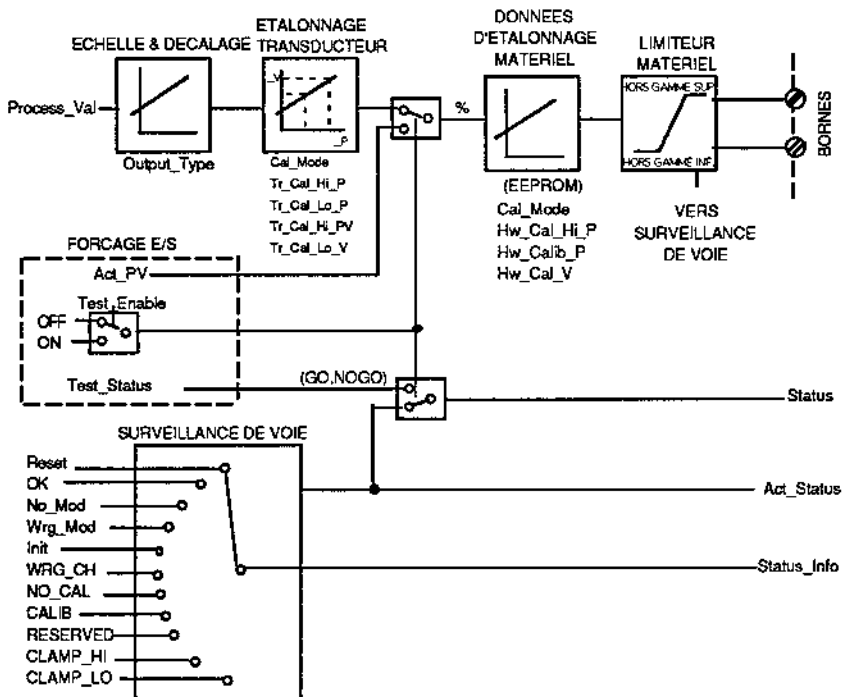 ECHELLE & DECALAGE
Process_Val
Output_Type
ETALONNAGE
TRANSDUCTEUR
_V
_P
Cal_Mode
Tr_Cal_Hi_P
Tr_Cal_Lo_P
Tr_Cal_Hi_PV
Tr_Cal_Lo_V
%
DONNEES
D'ETALONNAGE
MATERIEL
(EEPROM)
Cal_Mode
Hw_Cal_Hi_P
Hw_Calib_P
Hw_Cal_V
LIMITEUR
MATERIEL
HORS GAMME SUP
HORS GAMME INF.
VERS
SURVEILLANCE
DE VOIE
BORNES
FORCAGE E/S
Act_PV
Test_Enable
OFF
ON
Test_Status
(GO,NOGO)
Status
SURVEILLANCE DE VOIE
Reset
OK
No_Mod
Wrg_Mod
Init
WRG_CH
NO_CAL
CALIB
RESERVED
CLAMP_HI
CLAMP_LO
Act_Status
Status_Info